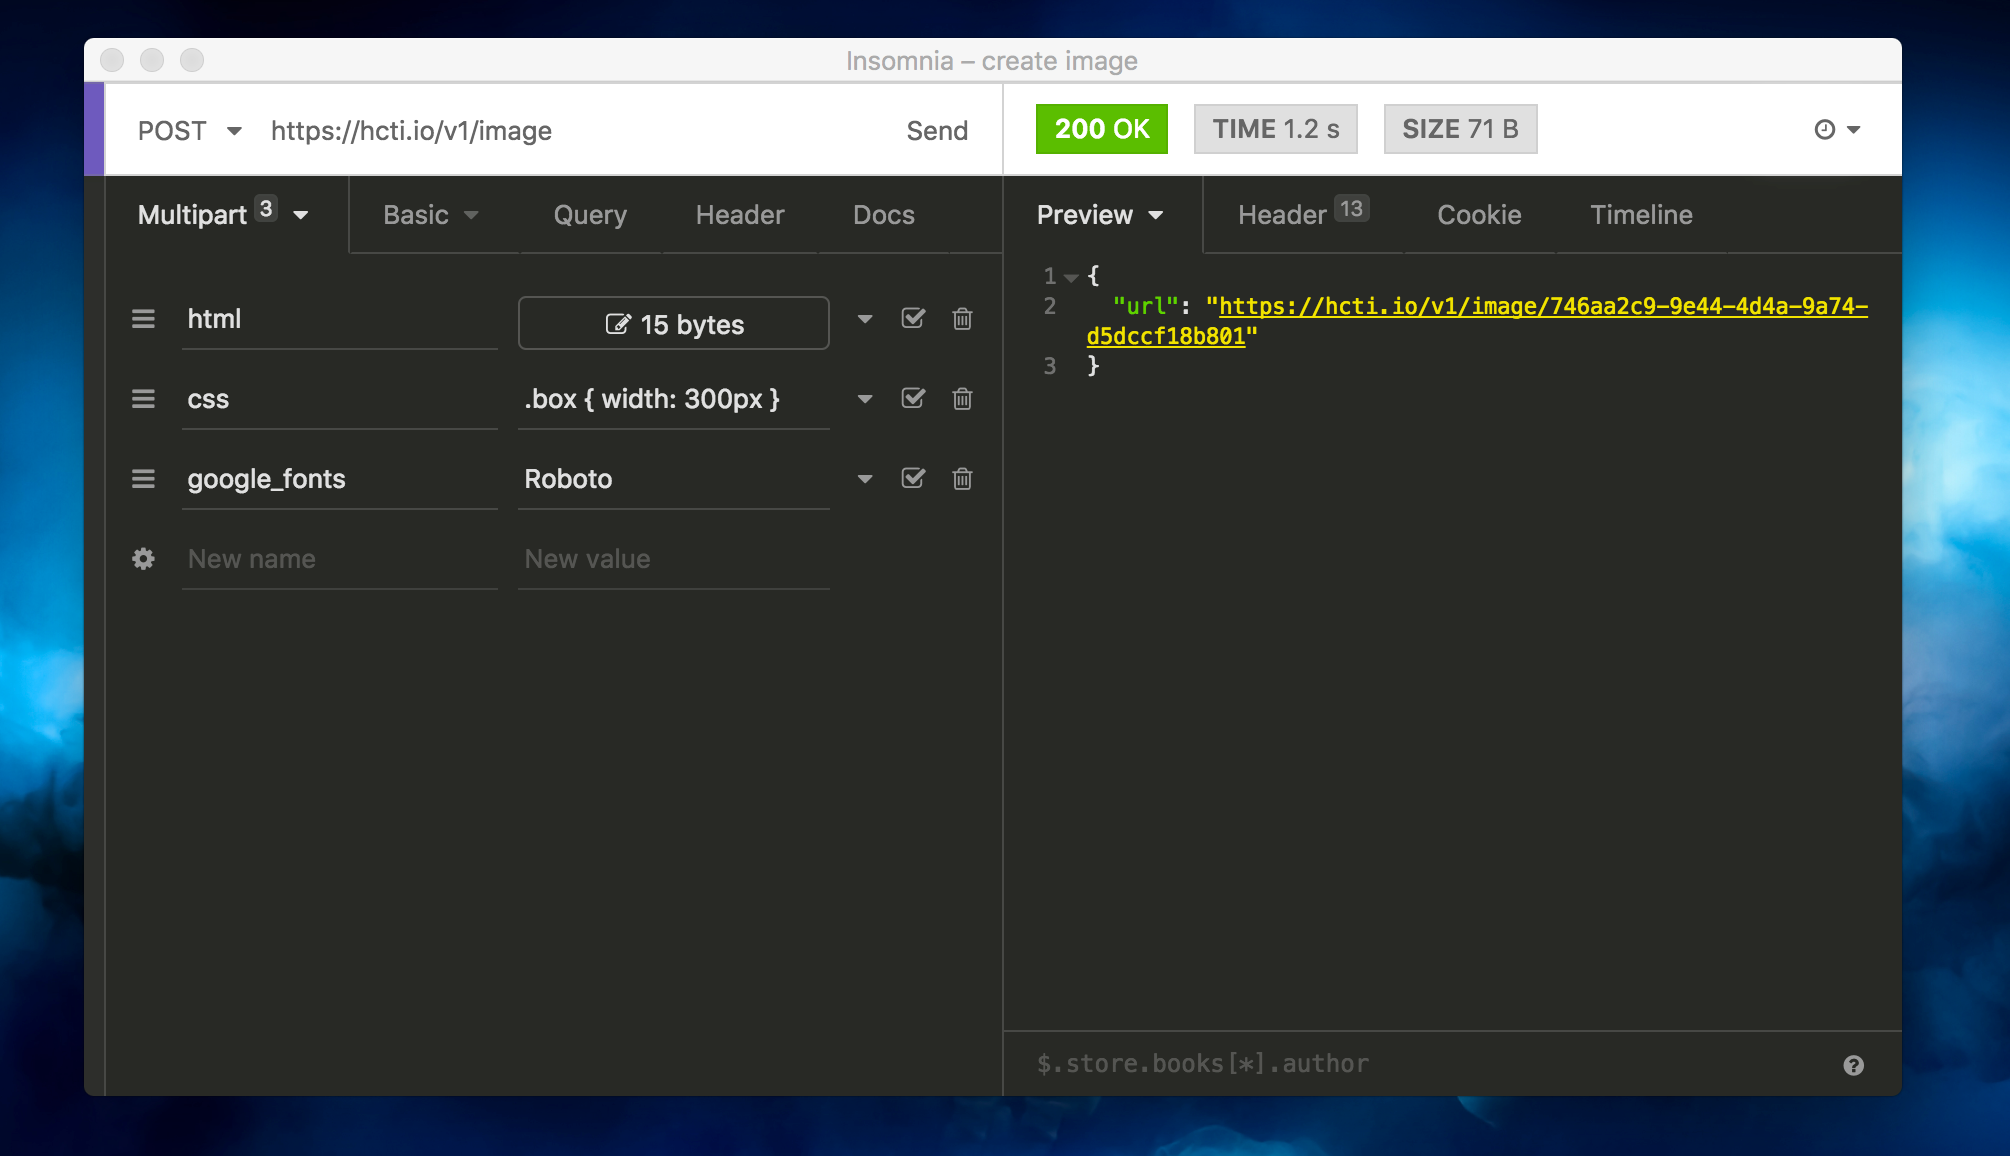 Insomnia – create image
POST https://hcti.io/v1/image Send
200 OK TIME 1.2 s SIZE 71 B
Multipart 3 Basic Query Header Docs
Preview Header 13 Cookie Timeline
html 15 bytes
css .box { width: 300px }
google_fonts Roboto
New name New value
1 {
2 "url": "https://hcti.io/v1/image/746aa2c9-9e44-4d4a-9a74-
d5dccf18b801"
3 }
$.store.books[*].author